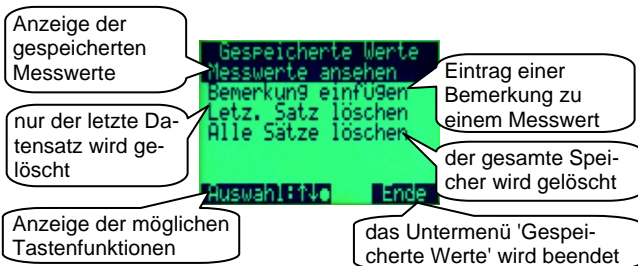 Anzeige der
gespeicherten
Messwerte
nur der letzte Da-
tensatz wird ge-
löscht
Anzeige der möglichen
Tastenfunktionen
Gespeicherte Werte
Messwerte ansehen
Bemerkung einfügen
Letz. Satz löschen
Alle Sätze löschen
Auswahl:↑↓● Ende
Eintrag einer
Bemerkung zu
einem Messwert
der gesamte Spei-
cher wird gelöscht
das Untermenü 'Gespei-
cherte Werte' wird beendet